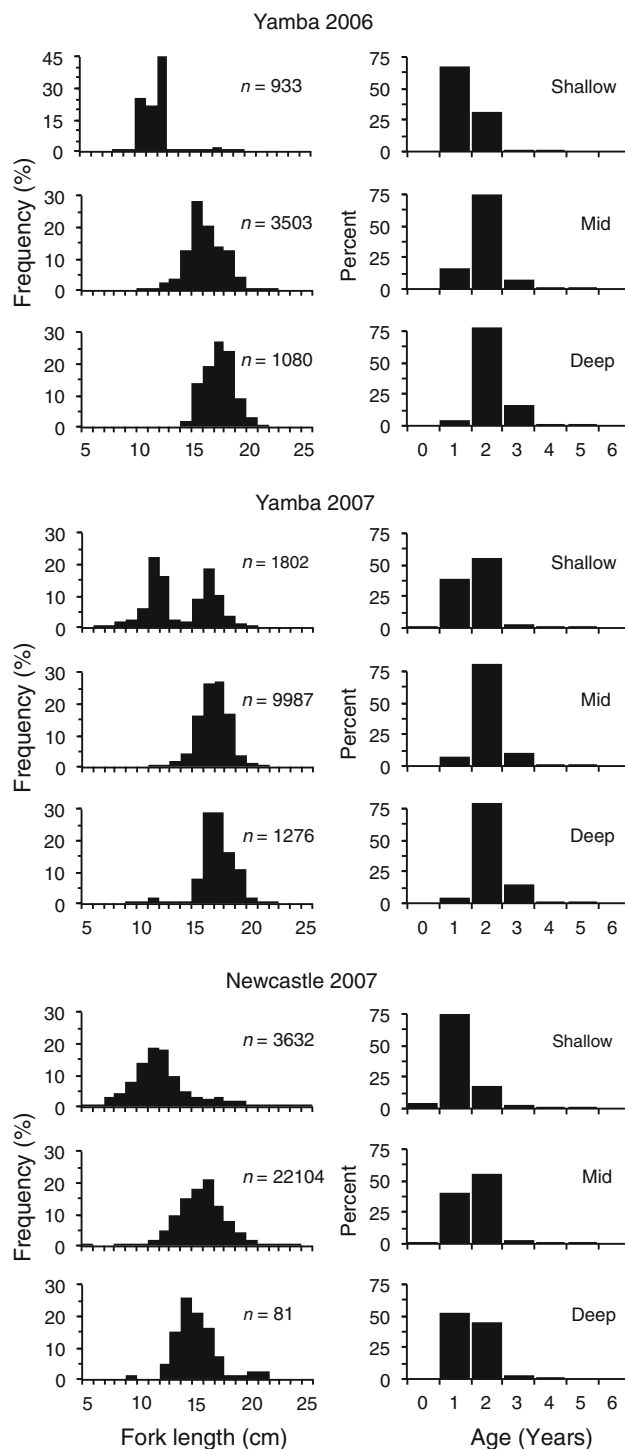 Yamba 2006
45
30
15
0
n = 933
75
50
25
0
Shallow
Frequency (%)
30
20
10
0
n = 3503
Percent
75
50
25
0
Mid
30
20
10
0
n = 1080
5 10 15 20 25
75
50
25
0
Deep
0 1 2 3 4 5 6
Yamba 2007
30
20
10
0
n = 1802
75
50
25
0
Shallow
Frequency (%)
30
20
10
0
n = 9987
Percent
75
50
25
0
Mid
30
20
10
0
n = 1276
5 10 15 20 25
75
50
25
0
Deep
0 1 2 3 4 5 6
Newcastle 2007
30
20
10
0
n = 3632
75
50
25
0
Shallow
Frequency (%)
30
20
10
0
n = 22104
Percent
75
50
25
0
Mid
30
20
10
0
n = 81
5 10 15 20 25
75
50
25
0
Deep
0 1 2 3 4 5 6
Fork length (cm)
Age (Years)